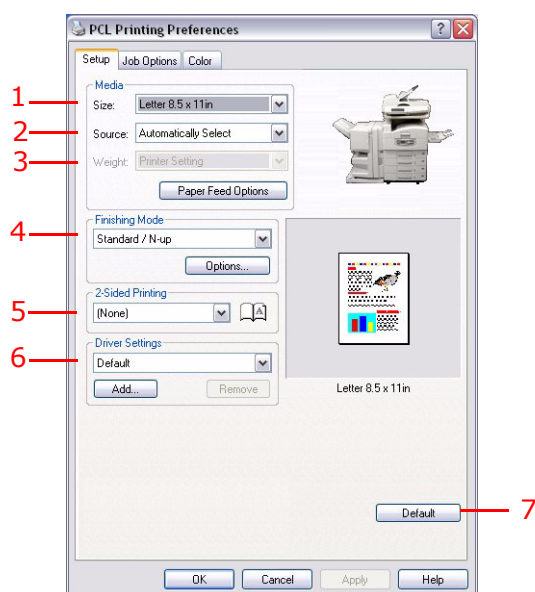 PCL Printing Preferences
Setup Job Options Color
Media
1 Size: Letter 8.5 x 11in
2 Source: Automatically Select
3 Weight: Printer Setting
Paper Feed Options
Finishing Mode
4 Standard / N-up
Options...
2-Sided Printing
5 (None) A
6 Driver Settings
Default
Add... Remove
Letter 8.5 x 11in
Default 7
OK Cancel Apply Help